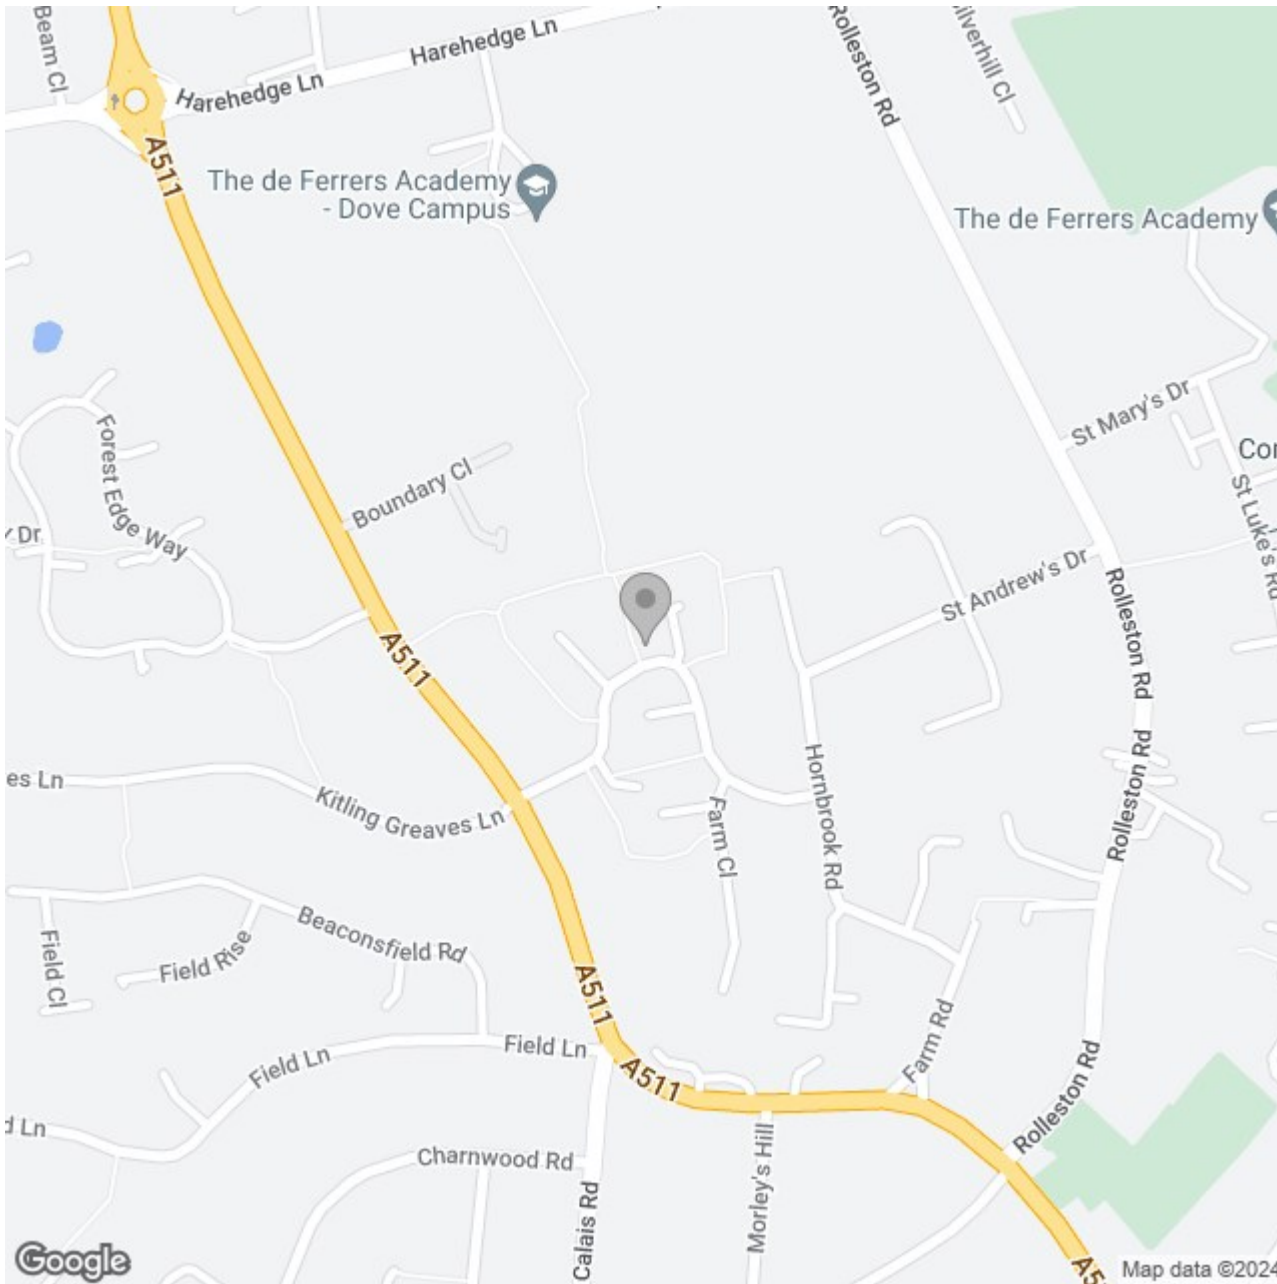 Beam Cl
Harehedge Ln
Harehedge Ln
Rolleston Rd
ilverhill Cl
A511
The de Ferrers Academy
- Dove Campus
The de Ferrers Academy
St Mary's Dr
Forest Edge Way
Boundary Cl
Cor
St Luke's Rd
y Dr
St Andrew's Dr
Rolleston Rd
A511
es Ln
Kitling Greaves Ln
Hornbrook Rd
Farm Cl
Rolleston Rd
Beaconsfield Rd
Field Cl
Field Rise
A511
Field Ln
Field Ln
A511
Farm Rd
Rolleston Rd
d Ln
Charnwood Rd
Calais Rd
Morley's Hill
A5
Google
Map data ©2024